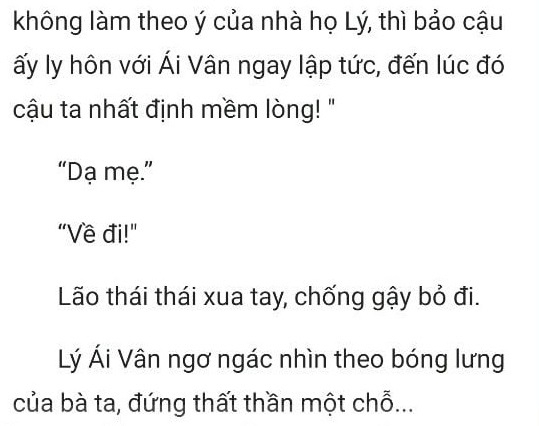 không làm theo ý của nhà họ Lý, thì bảo cậu
ấy ly hôn với Ái Vân ngay lập tức, đến lúc đó
cậu ta nhất định mềm lòng! "
“Dạ mẹ.”
“Về đi!"
Lão thái thái xua tay, chống gậy bỏ đi.
Lý Ái Vân ngơ ngác nhìn theo bóng lưng
của bà ta, đứng thất thần một chỗ...